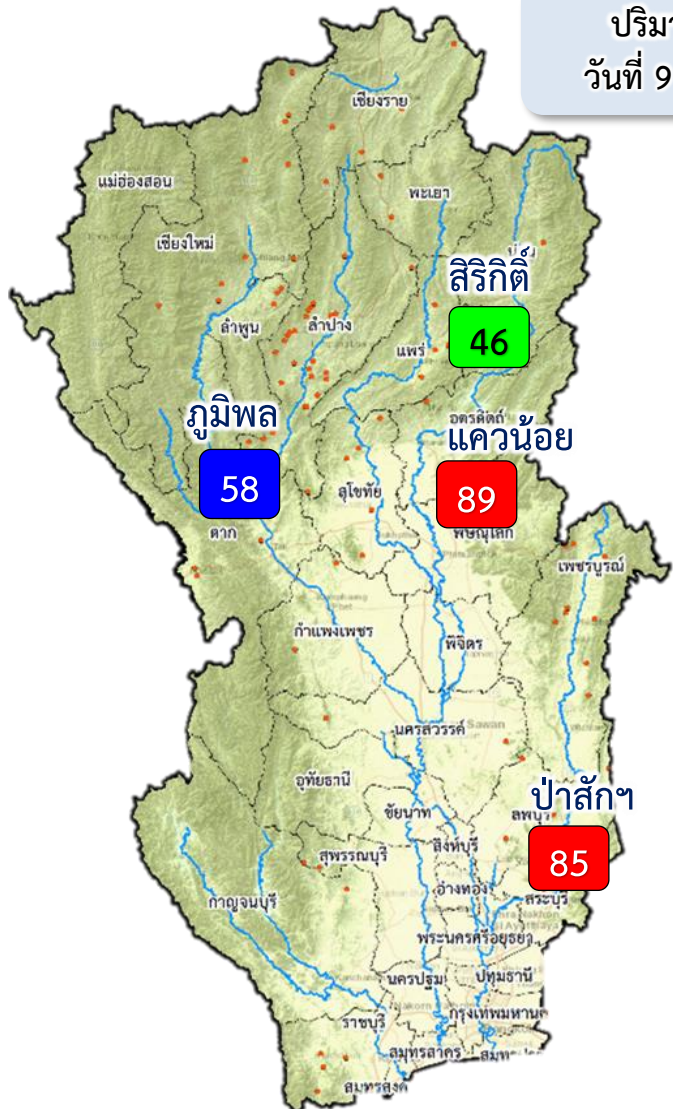 ปริมา
วันที่ 9
เชียงราย
แม่ฮ่องสอน
พะเยา
เชียงใหม่
น่าน
สิริกิติ์
46
ลำพูน
ลำปาง
แพร่
ภูมิพล
58
อุตรดิตถ์
แควน้อย
89
สุโขทัย
ตาก
พิษณุโลก
เพชรบูรณ์
กำแพงเพชร
พิจิตร
นครสวรรค์
Sawan
อุทัยธานี
ชัยนาท
ป่าสักฯ
85
ลพบุรี
สิงห์บุรี
สุพรรณบุรี
อ่างทอง
สระบุรี
กาญจนบุรี
พระนครศรีอยุธยา
นครปฐม
ปทุมธานี
ราชบุรี
กรุงเทพมหานค
สมุทรสาคร
สมุทรสงค